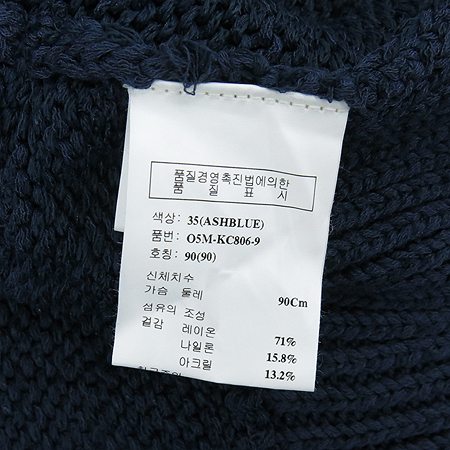 품질경영촉진법에의한
품 질 표 시
색상: 35(ASHBLUE)
품번: O5M-KC806-9
호칭: 90(90)
신체치수
가슴 둘레 90Cm
섬유의 조성
겉감 레이온 71%
나일론 15.8%
아크릴 13.2%